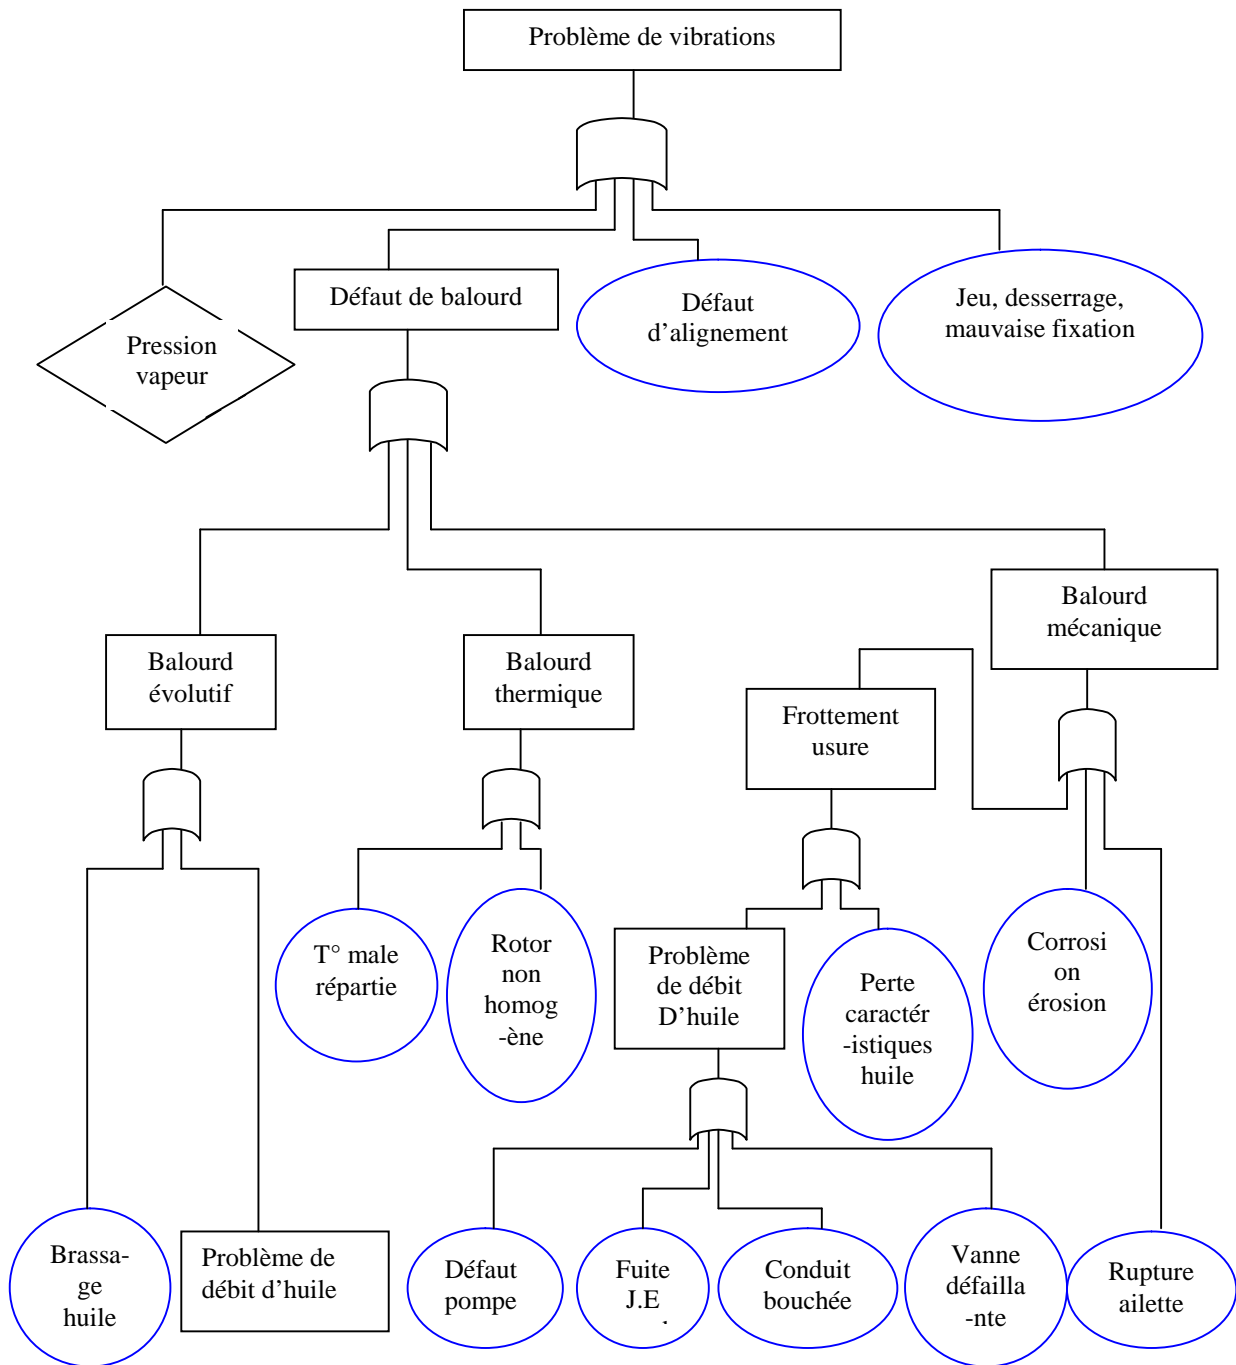 Problème de vibrations
Pression
vapeur
Défaut de balourd
Défaut
d’alignement
Jeu, desserrage,
mauvaise fixation
Balourd
évolutif
Balourd
thermique
Balourd
mécanique
Frottement
usure
T° male
répartie
Rotor
non
homog
-ène
Problème
de débit
D’huile
Perte
caractér
-istiques
huile
Corrosi
on
érosion
Brassa-
ge
huile
Problème de
débit d’huile
Défaut
pompe
Fuite
J.E
Conduit
bouchée
Vanne
défailla
-nte
Rupture
ailette